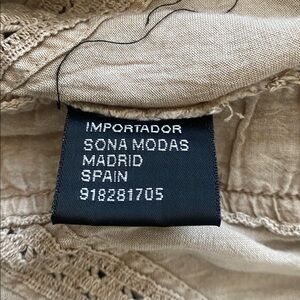 IMPORTADOR
SONA MODAS
MADRID
SPAIN
918281705